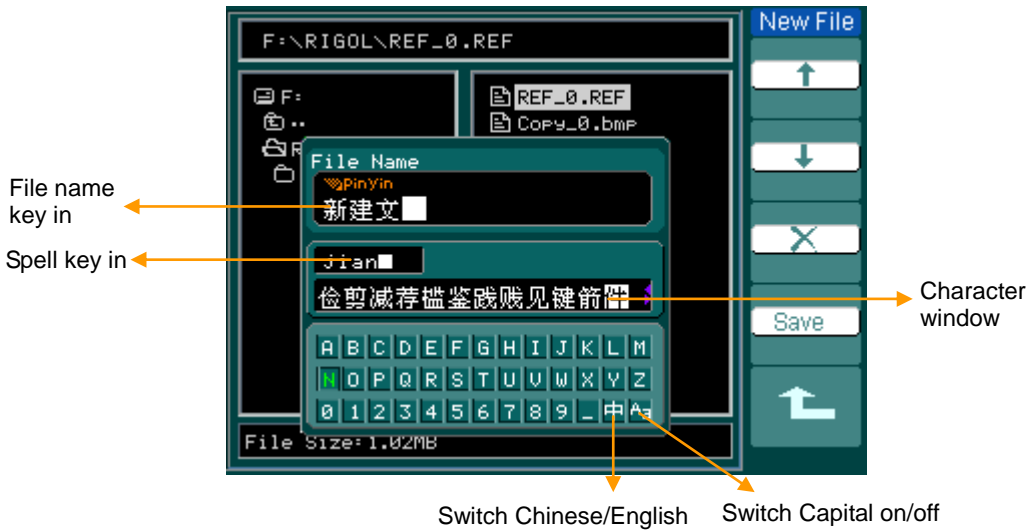 New File
F:\RIGOL\REF_0.REF
F:
REF_0.REF
..
Copy_0.bmp
R
File Name
PinYin
新建文
File name
key in
Spell key in
jian
俭剪减荐槛鉴践贱见键箭件
Character
window
Save
A B C D E F G H I J K L M
N O P Q R S T U V W X Y Z
0 1 2 3 4 5 6 7 8 9 _ 中 Aa
File Size:1.02MB
Switch Chinese/English
Switch Capital on/off